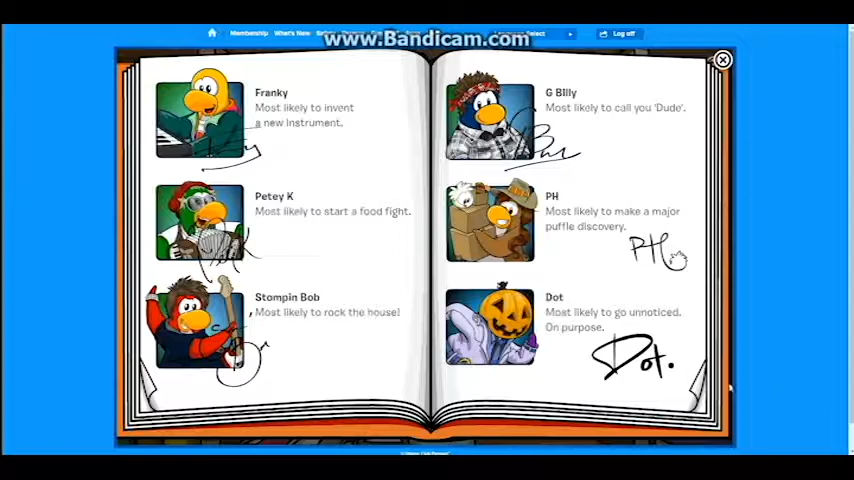 Membership What's New
Log off
www.Bandicam.com
Franky
Most likely to invent
a new Instrument.
Petey K
Most likely to start a food fight.
Stompin Bob
Most likely to rock the house!
G Billy
Most likely to call you 'Dude'.
PH
Most likely to make a major
puffle discovery.
PH
Dot
Most likely to go unnoticed.
On purpose.
Dot.